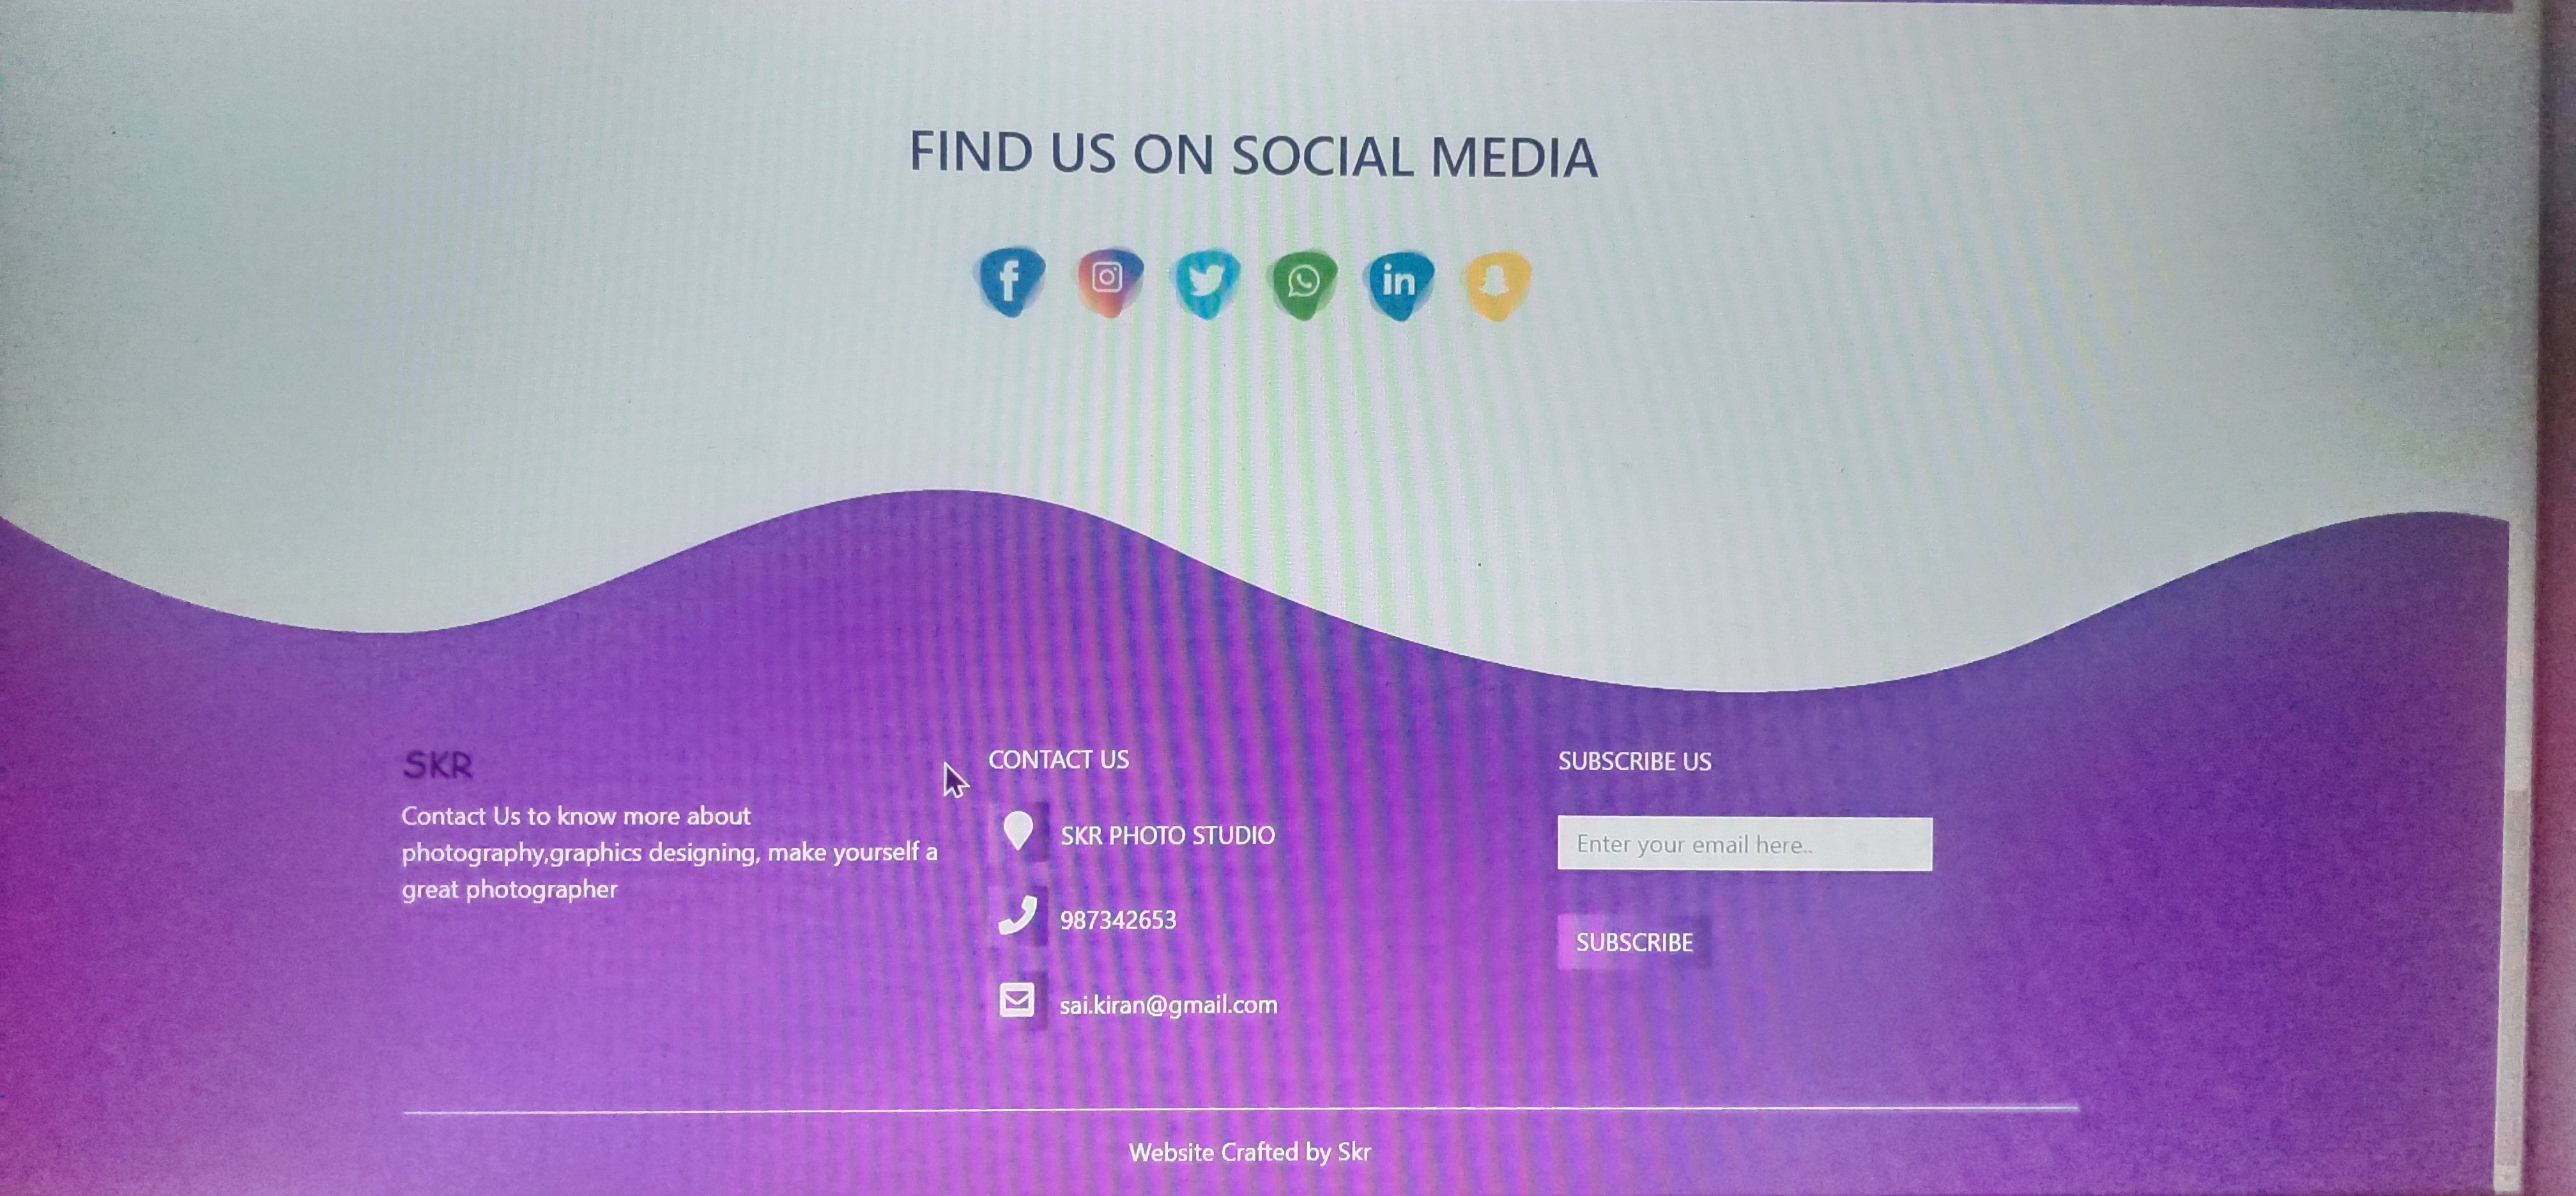 FIND US ON SOCIAL MEDIA
SKR
Contact Us to know more about
photography,graphics designing, make yourself a
great photographer
CONTACT US
SKR PHOTO STUDIO
987342653
sai.kiran@gmail.com
SUBSCRIBE US
Enter your email here..
SUBSCRIBE
Website Crafted by Skr